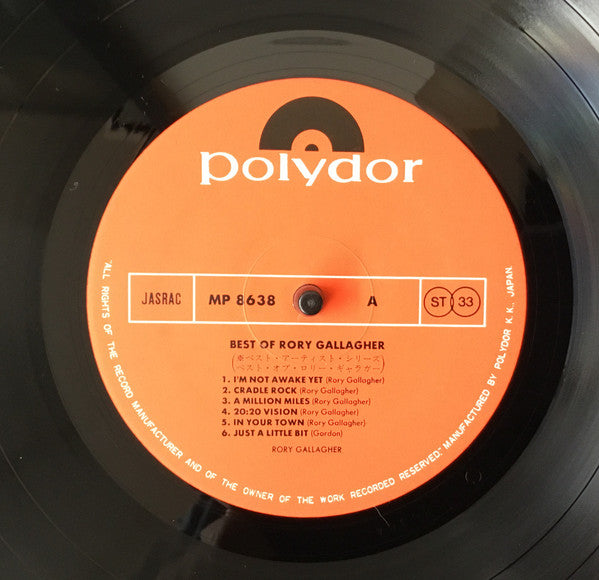 polydor
JASRAC
MP 8638
A
ST 33
BEST OF RORY GALLAGHER
(※ベスト・アーティスト・シリーズ
ベスト・オブ・ロリー・ギャラガー)
1. I'M NOT AWAKE YET (Rory Gallagher)
2. CRADLE ROCK (Rory Gallagher)
3. A MILLION MILES (Rory Gallagher)
4. 20:20 VISION (Rory Gallagher)
5. IN YOUR TOWN (Rory Gallagher)
6. JUST A LITTLE BIT (Gordon)
RORY GALLAGHER
"ALL RIGHTS OF THE RECORD MANUFACTURER AND OF THE OWNER OF THE WORK RECORDED RESERVED." MANUFACTURED BY POLYDOR K.K., JAPAN.